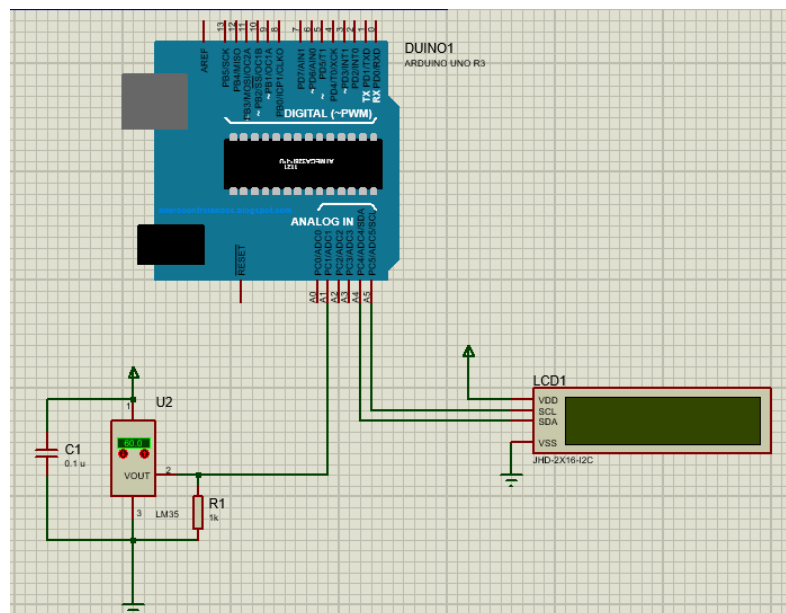 DUINO1
ARDUINO UNO R3
AREF
13
12
11
10
9
8
7
6
5
4
3
2
1
0
PB5/SCK
PB4/MISO
PB3/MOSI/OC2A
~ PB2/SS/OC1B
~ PB1/OC1A
PB0/ICP1/CLKO
PD7/AIN1
~ PD6/AIN0
~ PD5/T1
PD4/T0/XCK
~ PD3/INT1
PD2/INT0
TX PD1/TXD
RX PD0/RXD
DIGITAL (~PWM)
1121
ANALOG IN
RESET
PC0/ADC0
PC1/ADC1
PC2/ADC2
PC3/ADC3
PC4/ADC4/SDA
PC5/ADC5/SCL
A0
A1
A2
A3
A4
A5
U2
1
60.0
VOUT
2
3
LM35
C1
0.1 u
R1
1k
LCD1
VDD
SCL
SDA
VSS
JHD-2X16-I2C